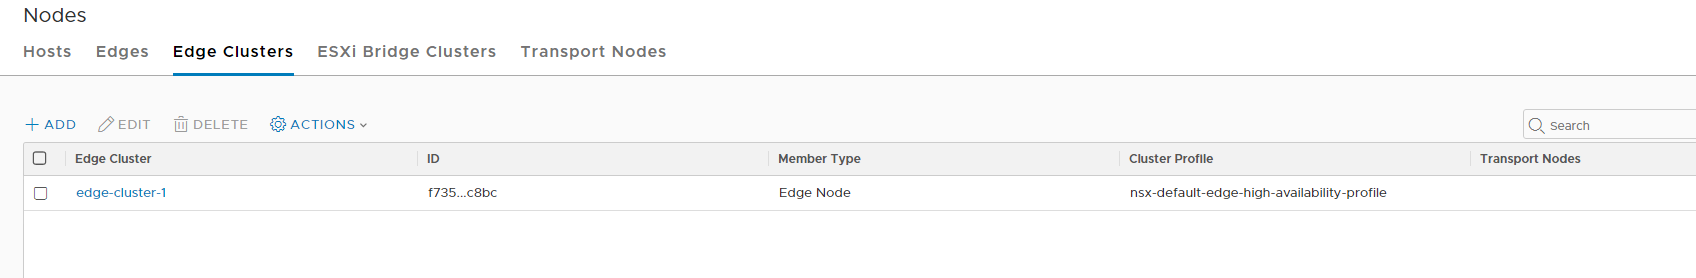 Nodes
Hosts Edges Edge Clusters ESXi Bridge Clusters Transport Nodes
+ ADD EDIT DELETE ACTIONS Search
Edge Cluster ID Member Type Cluster Profile Transport Nodes
edge-cluster-1 f735...c8bc Edge Node nsx-default-edge-high-availability-profile